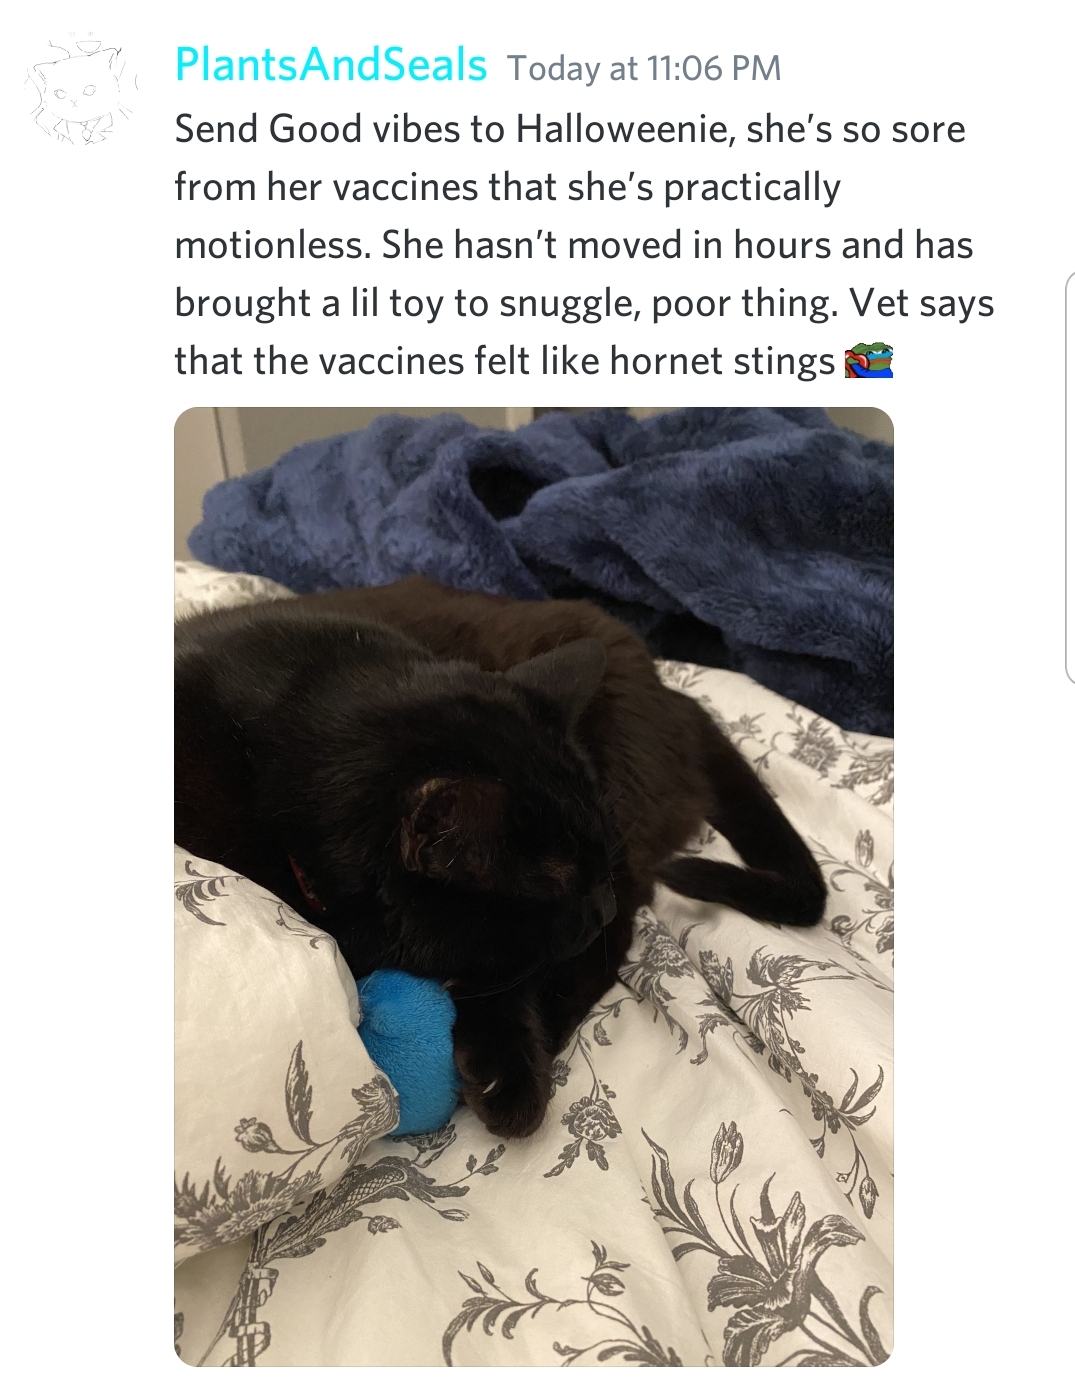 PlantsAndSeals Today at 11:06 PM
Send Good vibes to Halloweenie, she’s so sore
from her vaccines that she’s practically
motionless. She hasn’t moved in hours and has
brought a lil toy to snuggle, poor thing. Vet says
that the vaccines felt like hornet stings